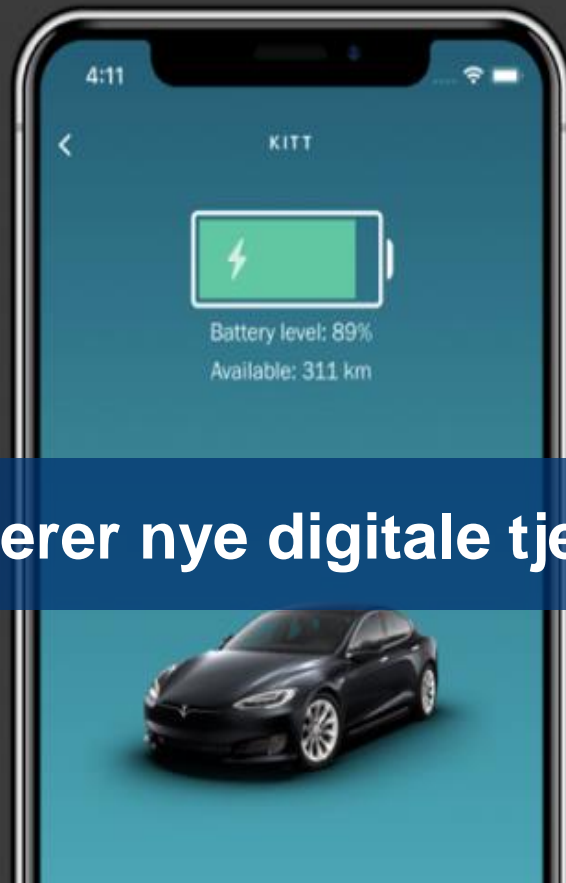 4:11
KITT
Battery level: 89%
Available: 311 km
erer nye digitale tje